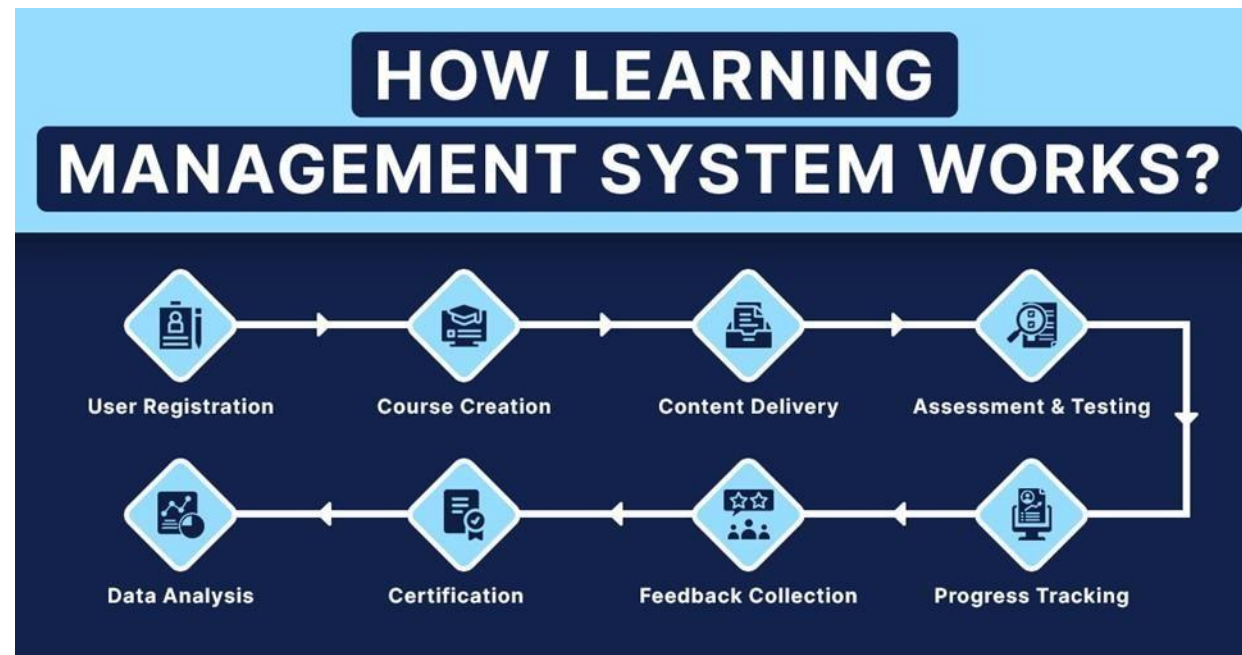 HOW LEARNING
MANAGEMENT SYSTEM WORKS?
User Registration
Course Creation
Content Delivery
Assessment & Testing
Data Analysis
Certification
Feedback Collection
Progress Tracking